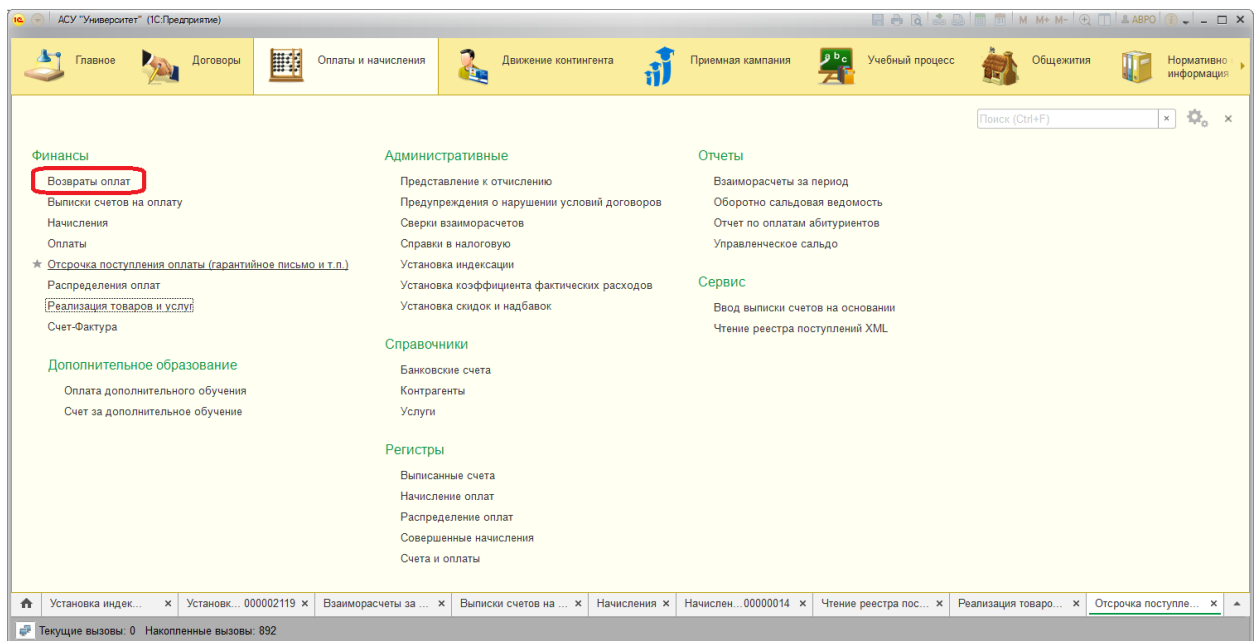 АСУ "Университет" (1С:Предприятие)
M M+ M- АВРО
Главное
Договоры
Оплаты и начисления
Движение контингента
Приемная кампания
Учебный процесс
Общежития
Нормативно
информация
Поиск (Ctrl+F)
Финансы
Возвраты оплат
Выписки счетов на оплату
Начисления
Оплаты
Отсрочка поступления оплаты (гарантийное письмо и т.п.)
Распределения оплат
Реализация товаров и услуг
Счет-Фактура
Дополнительное образование
Оплата дополнительного обучения
Счет за дополнительное обучение
Административные
Представление к отчислению
Предупреждения о нарушении условий договоров
Сверки взаиморасчетов
Справки в налоговую
Установка индексации
Установка коэффициента фактических расходов
Установка скидок и надбавок
Справочники
Банковские счета
Контрагенты
Услуги
Регистры
Выписанные счета
Начисление оплат
Распределение оплат
Совершенные начисления
Счета и оплаты
Отчеты
Взаиморасчеты за период
Оборотно сальдовая ведомость
Отчет по оплатам абитуриентов
Управленческое сальдо
Сервис
Ввод выписки счетов на основании
Чтение реестра поступлений XML
Установка индек...
Установк... 000002119
Взаиморасчеты за ...
Выписки счетов на ...
Начисления
Начислен...00000014
Чтение реестра пос...
Реализация товаро...
Отсрочка поступле...
Текущие вызовы: 0 Накопленные вызовы: 892